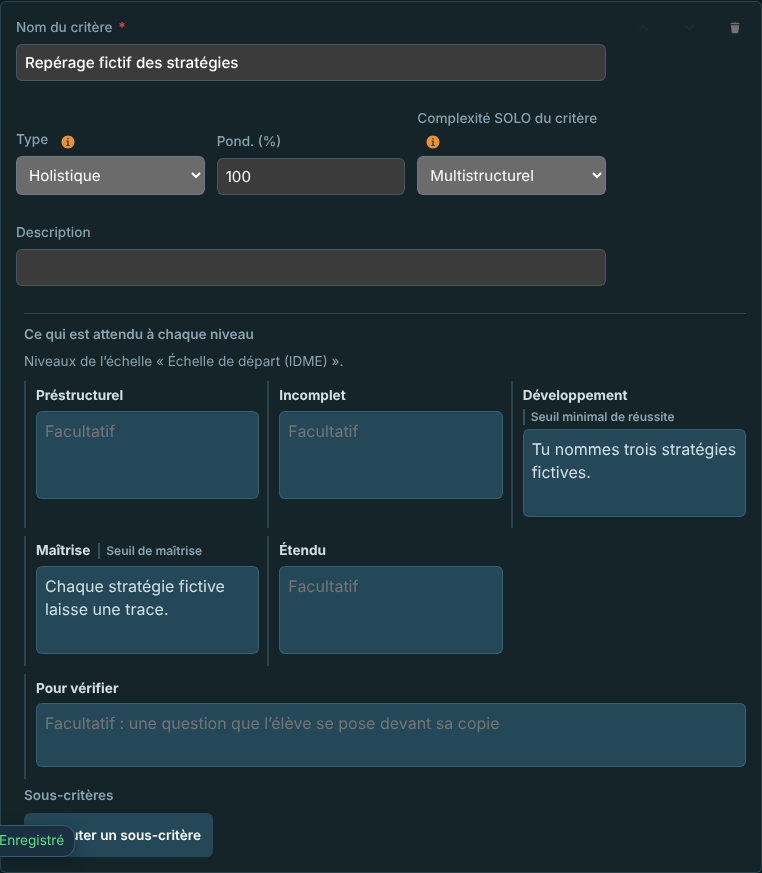 Nom du critère *
Repérage fictif des stratégies
Complexité SOLO du critère
Type
Pond. (%)
Holistique
100
Multistructurel
Description
Ce qui est attendu à chaque niveau
Niveaux de l’échelle « Échelle de départ (IDME) ».
Préstructurel
Facultatif
Incomplet
Facultatif
Développement
Seuil minimal de réussite
Tu nommes trois stratégies
fictives.
Maîtrise
Seuil de maîtrise
Chaque stratégie fictive
laisse une trace.
Étendu
Facultatif
Pour vérifier
Facultatif : une question que l’élève se pose devant sa copie
Sous-critères
un sous-critère
Enregistré